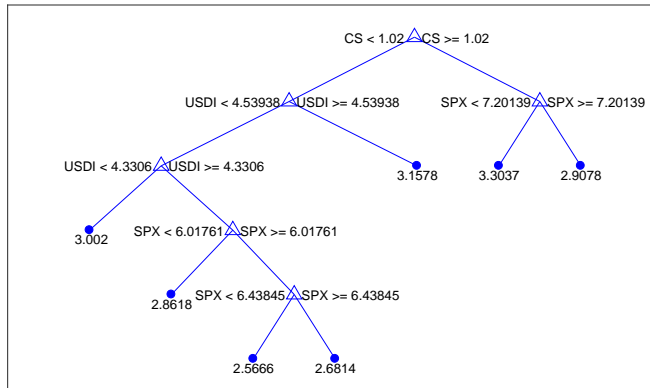 CS < 1.02 CS >= 1.02
USDI < 4.53938 USDI >= 4.53938 SPX < 7.20139 SPX >= 7.20139
USDI < 4.3306 USDI >= 4.3306 3.1578 3.3037 2.9078
3.002 SPX < 6.01761 SPX >= 6.01761
2.8618 SPX < 6.43845 SPX >= 6.43845
2.5666 2.6814